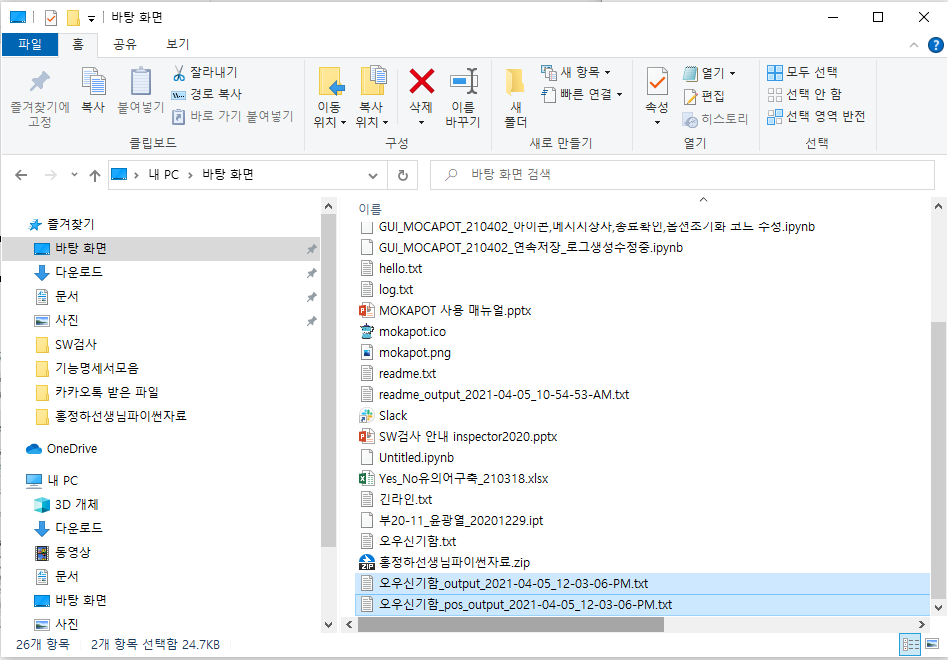 바탕 화면
파일 홈 공유 보기
즐겨찾기에 고정
복사
붙여넣기
잘라내기
경로 복사
바로 가기 붙여넣기
클립보드
이동 위치
복사 위치
삭제
이름 바꾸기
구성
새 폴더
새 항목
빠른 연결
새로 만들기
속성
열기
편집
히스토리
열기
모두 선택
선택 안 함
선택 영역 반전
선택
내 PC > 바탕 화면
바탕 화면 검색
즐겨찾기
바탕 화면
다운로드
문서
사진
SW검사
기능명세서모음
카카오톡 받은 파일
홍정하선생님파이썬자료
OneDrive
내 PC
3D 개체
다운로드
동영상
문서
바탕 화면
사진
이름
GUI_MOCAPOT_210402_아이콘,메시지상자,종료확인,옵션초기화 코드 수정.ipynb
GUI_MOCAPOT_210402_연속저장_로그생성수정중.ipynb
hello.txt
log.txt
MOKAPOT 사용 매뉴얼.pptx
mokapot.ico
mokapot.png
readme.txt
readme_output_2021-04-05_10-54-53-AM.txt
Slack
SW검사 안내 inspector2020.pptx
Untitled.ipynb
Yes_No유의어구축_210318.xlsx
긴라인.txt
부20-11_윤광열_20201229.ipt
오우신기함.txt
ZIP
홍정하선생님파이썬자료.zip
오우신기함_output_2021-04-05_12-03-06-PM.txt
오우신기함_pos_output_2021-04-05_12-03-06-PM.txt
26개 항목 2개 항목 선택함 24.7KB